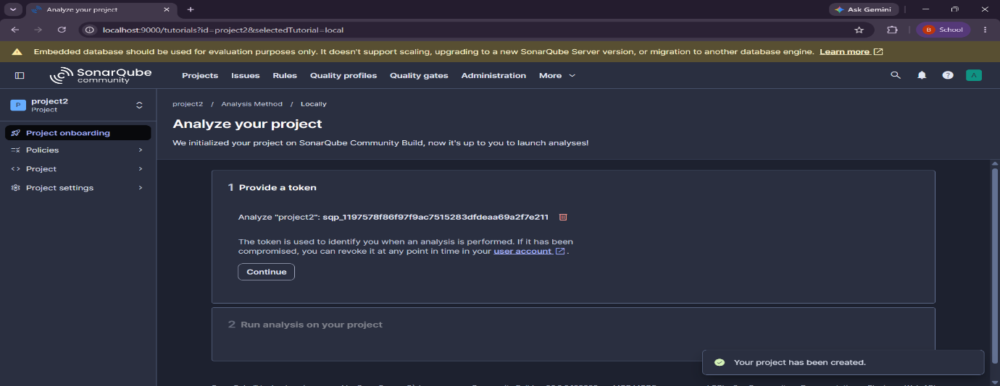 Analyze your project
Ask Gemini
localhost:9000/tutorials?id=project2&selectedTutorial=local
B School
Embedded database should be used for evaluation purposes only. It doesn't support scaling, upgrading to a new SonarQube Server version, or migration to another database engine. Learn more
SonarQube
community
Projects Issues Rules Quality profiles Quality gates Administration More
? A
P project2
Project
Project onboarding
Policies
Project
Project settings
project2 / Analysis Method / Locally
Analyze your project
We initialized your project on SonarQube Community Build, now it's up to you to launch analyses!
1 Provide a token
Analyze "project2": sqp_1197578f86f97f9ac7515283dfdeaa69a2f7e211
The token is used to identify you when an analysis is performed. If it has been
compromised, you can revoke it at any point in time in your user account .
Continue
2 Run analysis on your project
Your project has been created.